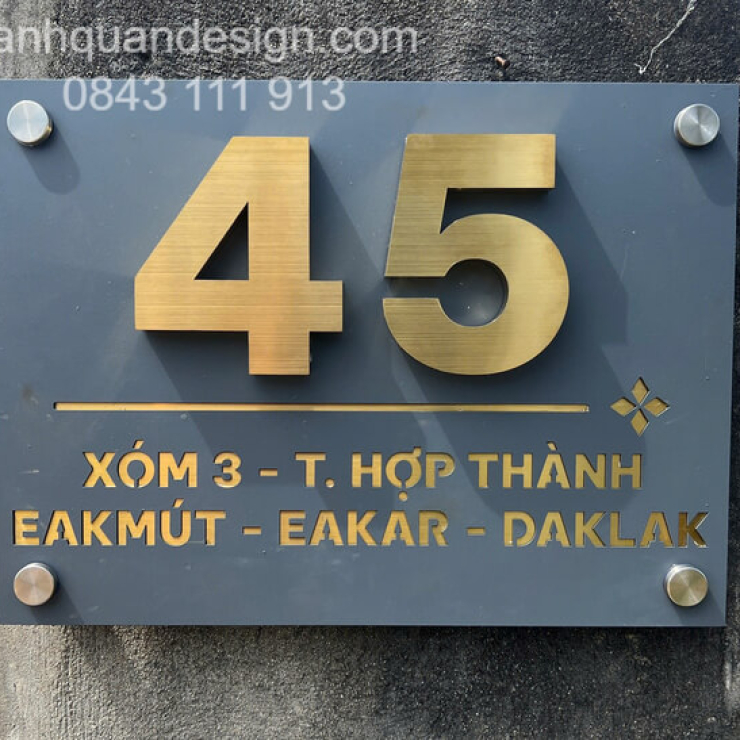 anhquandesign.com
0843 111 913
45
XÓM 3 - T. HỢP THÀNH
EAKMÚT - EAKAR - DAKLAK